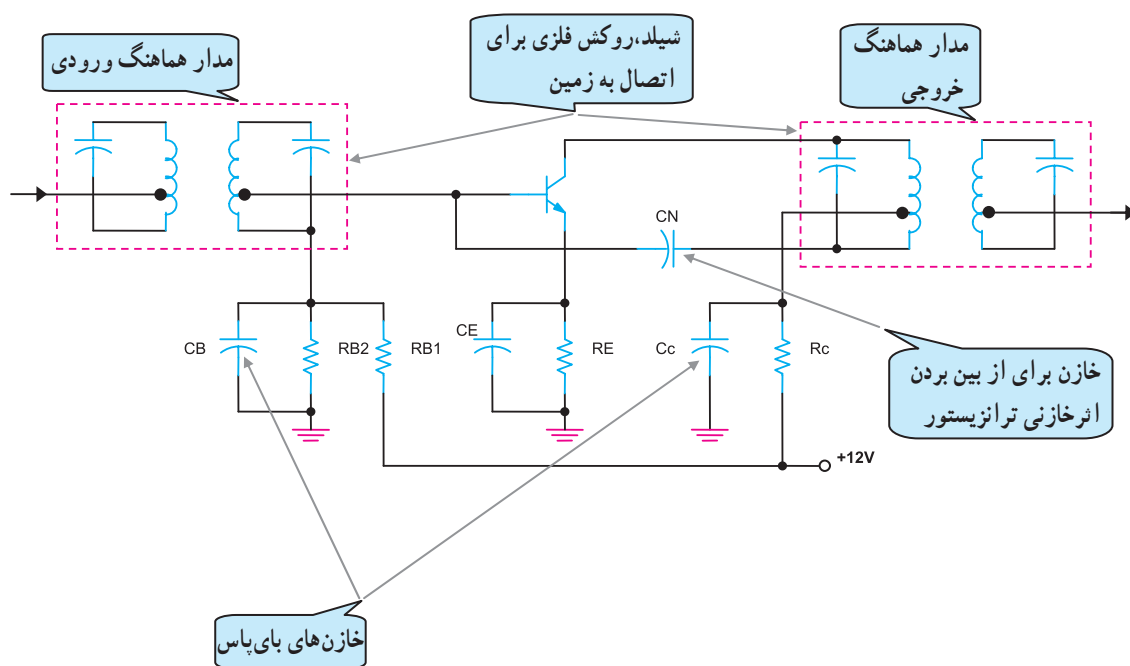 شیلد،روکش فلزی برای
اتصال به زمین
مدار هماهنگ
خروجی
مدار هماهنگ ورودی
CN
CB
RB2
RB1
CE
RE
Cc
Rc
خازن برای از بین بردن
اثرخازنی ترانزیستور
+12V
خازن‌های بای‌پاس